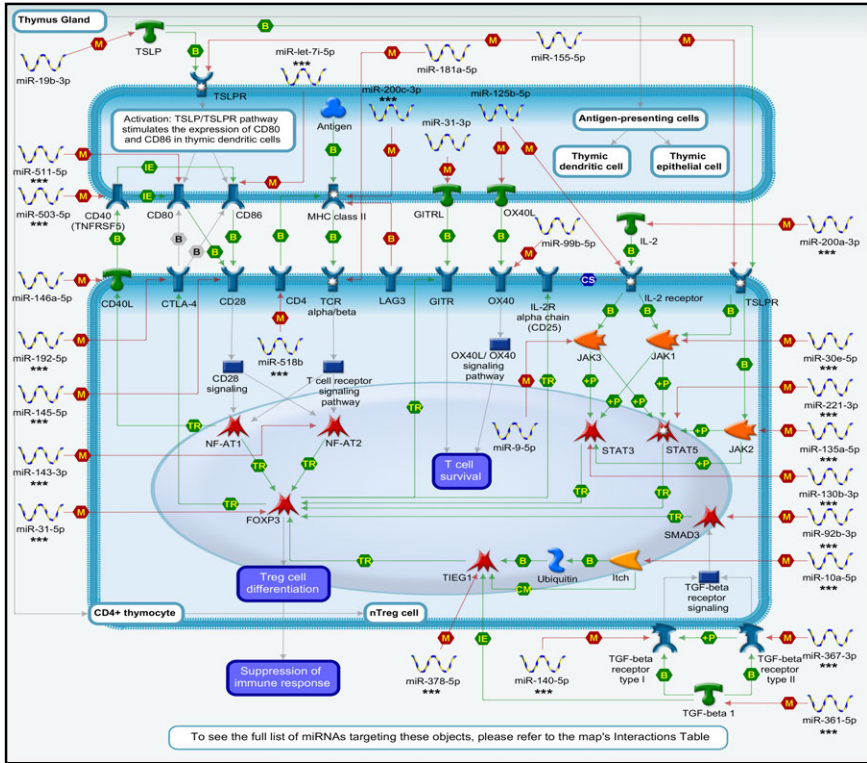 Thymus Gland
TSLP
miR-19b-3p
miR-let-7i-5p
***
miR-181a-5p
miR-155-5p
miR-200c-3p
***
miR-125b-5p
TSLPR
Activation: TSLP/TSLPR pathway
stimulates the expression of CD80
and CD86 in thymic dendritic cells
Antigen
miR-31-3p
Antigen-presenting cells
Thymic
dendritic cell
Thymic
epithelial cell
miR-511-5p
***
miR-503-5p
***
CD40
(TNFRSF5)
CD80
CD86
MHC class II
GITRL
OX40L
IL-2
miR-99b-5p
miR-200a-3p
***
miR-146a-5p
CD40L
CTLA-4
CD28
CD4
TCR
alpha/beta
LAG3
GITR
OX40
IL-2R
alpha chain
(CD25)
CS
IL-2 receptor
TSLPR
miR-192-5p
***
miR-518b
***
CD28
signaling
T cell receptor
signaling
pathway
OX40L/ OX40
signaling
pathway
JAK3
JAK1
miR-30e-5p
***
miR-145-5p
***
NF-AT1
NF-AT2
miR-9-5p
STAT3
STAT5
JAK2
miR-221-3p
***
miR-135a-5p
***
miR-143-3p
***
T cell
survival
miR-130b-3p
***
miR-31-5p
***
FOXP3
SMAD3
miR-92b-3p
***
TIEG1
Ubiquitin
Itch
miR-10a-5p
***
Treg cell
differentiation
TGF-beta
receptor
signaling
CD4+ thymocyte
nTreg cell
Suppression of
immune response
miR-378-5p
***
miR-140-5p
***
TGF-beta
receptor
type I
TGF-beta
receptor
type II
miR-367-3p
***
TGF-beta 1
miR-361-5p
***
To see the full list of miRNAs targeting these objects, please refer to the map's Interactions Table